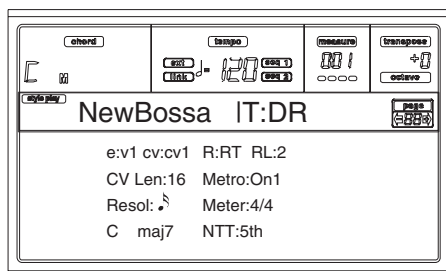 chord tempo measure transpose
ext seq 1
link ♩= 120 seq 2
C M 001 +0
octave
style play page
NewBossa IT:DR
e:v1 cv:cv1 R:RT RL:2
CV Len:16 Metro:On1
Resol: Meter:4/4
C maj7 NTT:5th